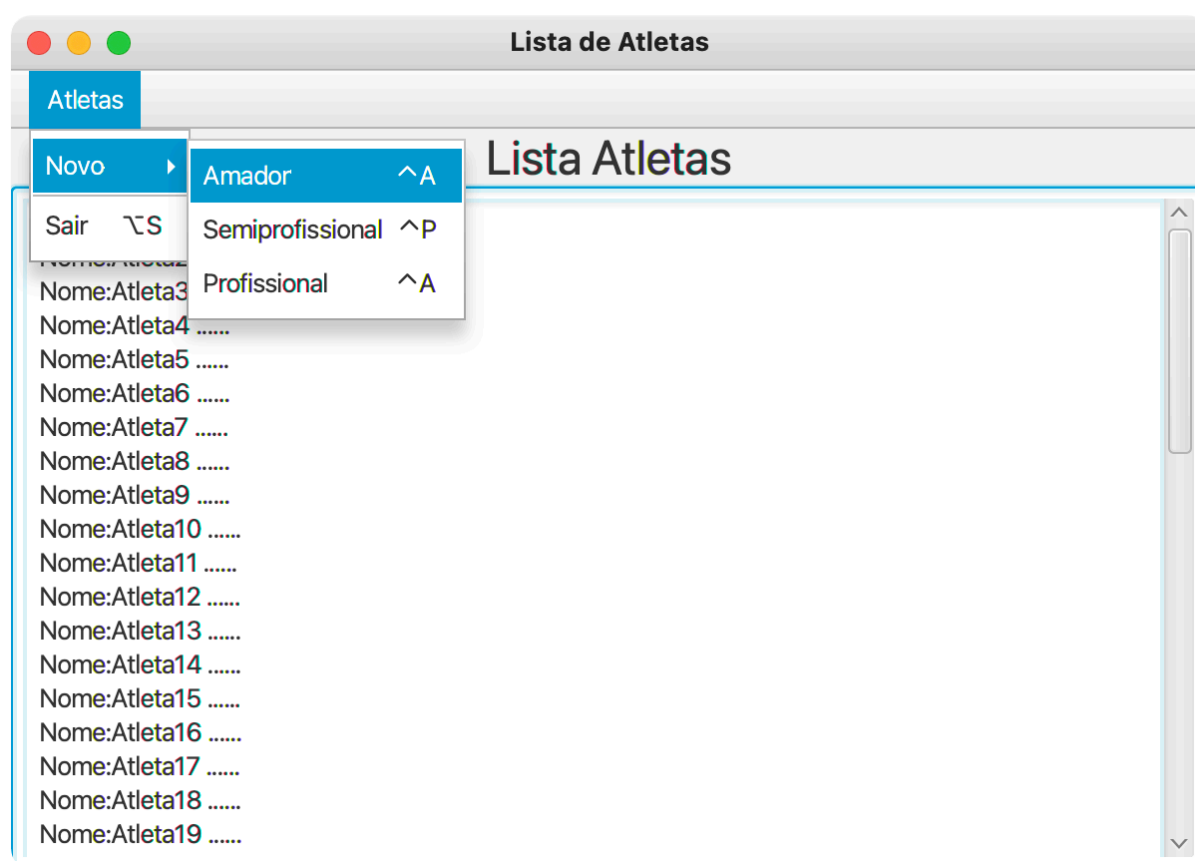 Lista de Atletas
Atletas
Lista Atletas
Novo
Sair ⌥S
Amador ^A
Semiprofissional ^P
Profissional ^A
Nome:Atleta3
Nome:Atleta4 ......
Nome:Atleta5 ......
Nome:Atleta6 ......
Nome:Atleta7 ......
Nome:Atleta8 ......
Nome:Atleta9 ......
Nome:Atleta10 ......
Nome:Atleta11 ......
Nome:Atleta12 ......
Nome:Atleta13 ......
Nome:Atleta14 ......
Nome:Atleta15 ......
Nome:Atleta16 ......
Nome:Atleta17 ......
Nome:Atleta18 ......
Nome:Atleta19 ......